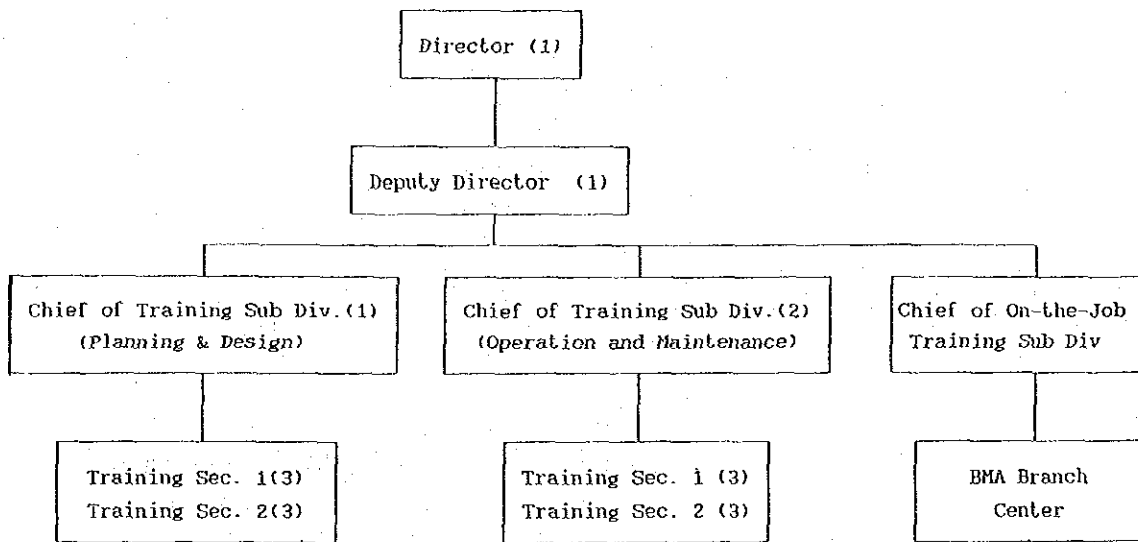 Director (1)
Deputy Director (1)
Chief of Training Sub Div.(1)
(Planning & Design)
Chief of Training Sub Div.(2)
(Operation and Maintenance)
Chief of On-the-Job
Training Sub Div
Training Sec. 1(3)
Training Sec. 2(3)
Training Sec. 1 (3)
Training Sec. 2 (3)
BMA Branch
Center